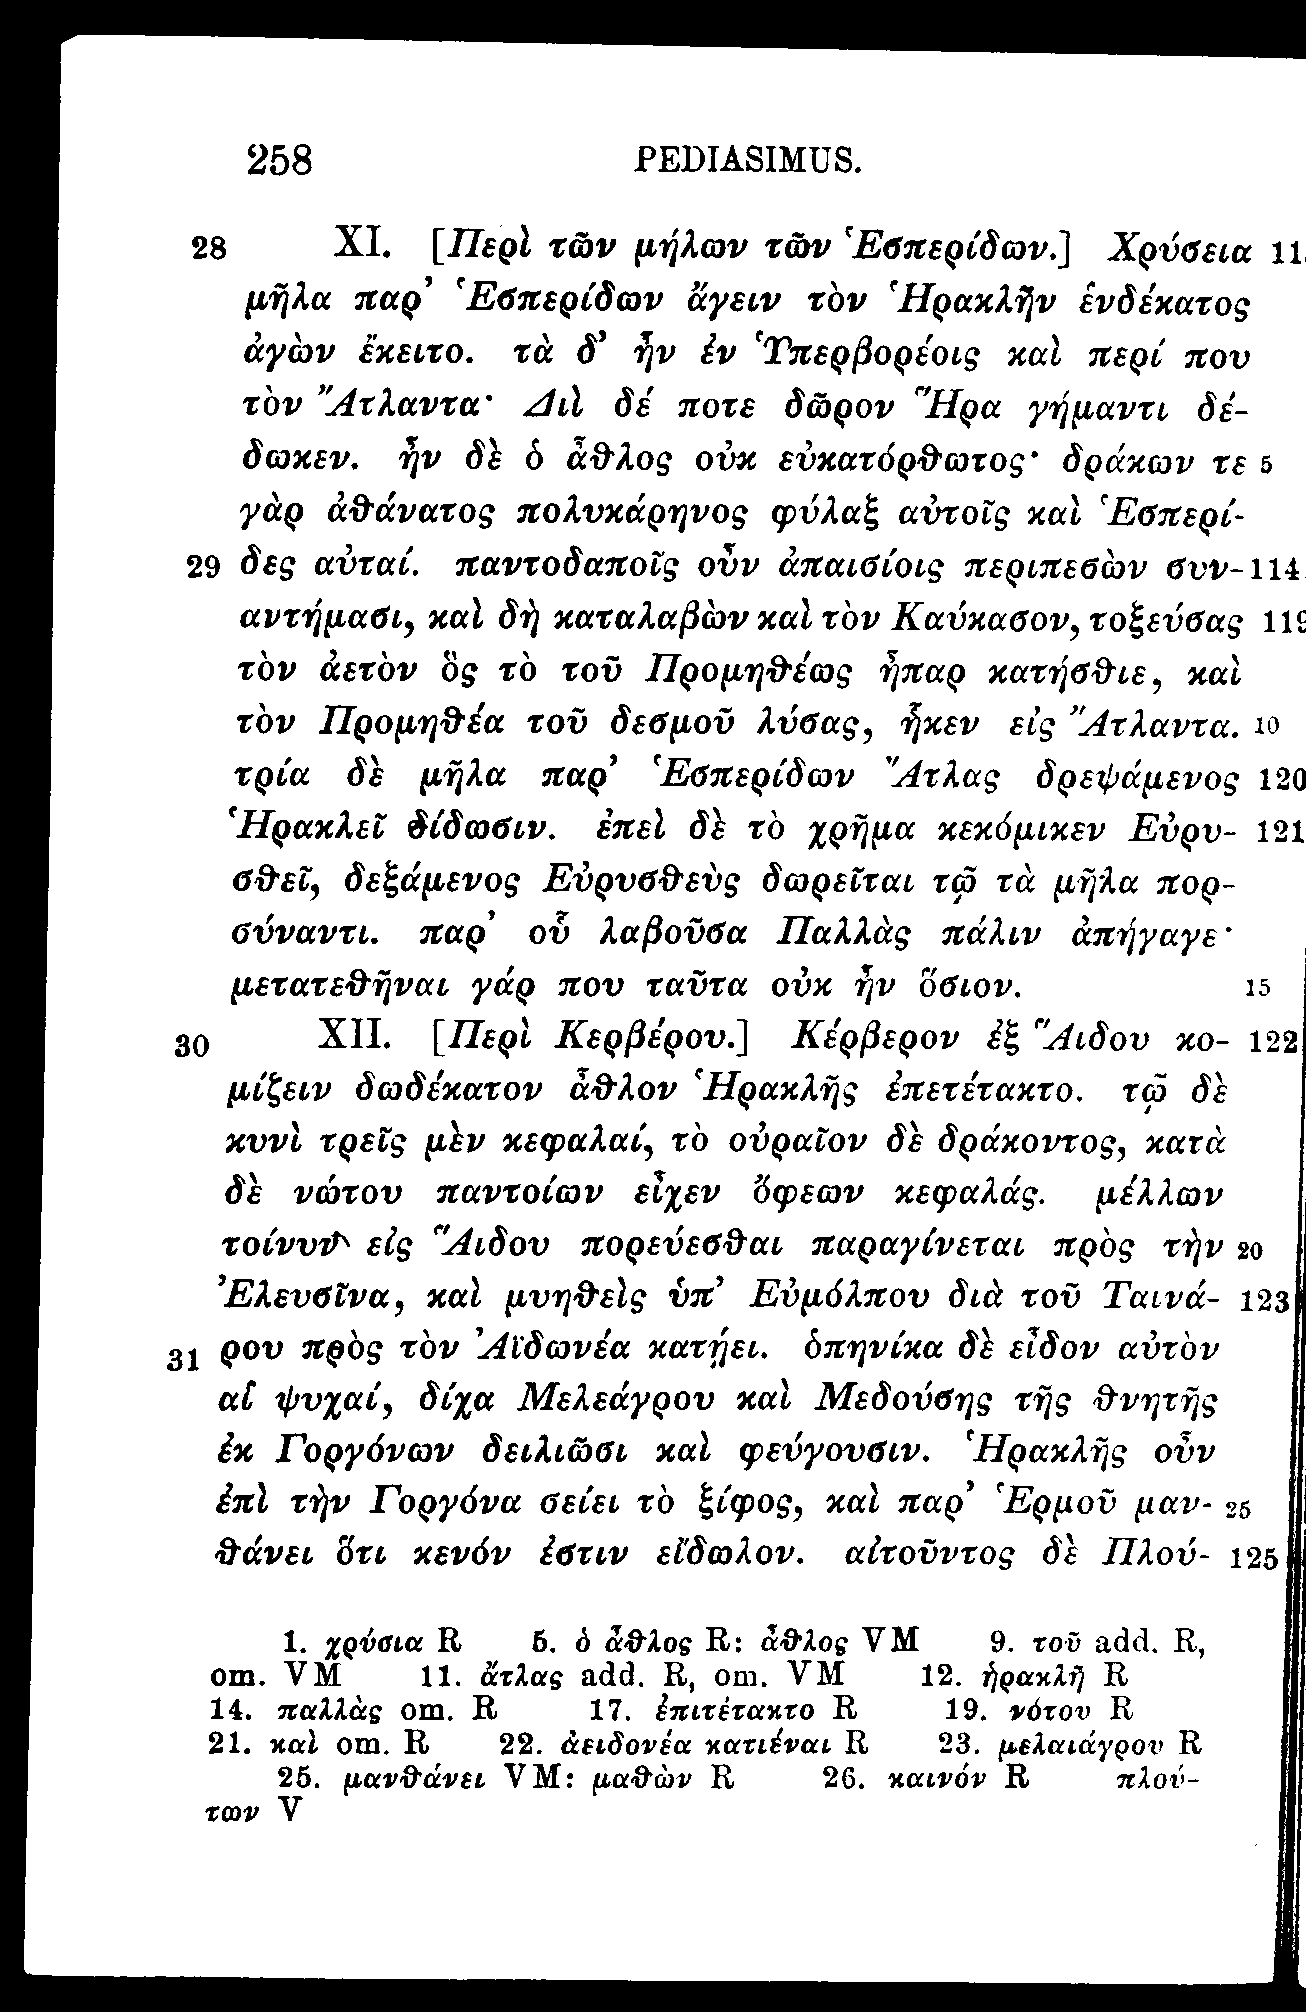 258 PEDIASIMUS.
28 XI. [Περὶ τῶν μήλων τῶν Ἑσπερίδων.] Χρύσεια 11
μῆλα παρ’ Ἑσπερίδων ἄγειν τὸν Ἡρακλῆν ἑνδέκατος
ἀγὼν ἔκειτο. τὰ δ’ ἦν ἐν Ὑπερβορέοις καὶ περί που
τὸν Ἄτλαντα· Διὶ δέ ποτε δῶρον Ἥρα γήμαντι δέ-
δωκεν. ἦν δὲ ὁ ἆθλος οὐκ εὐκατόρθωτος· δράκων τε 5
γὰρ ἀθάνατος πολυκάρηνος φύλαξ αὐτοῖς καὶ Ἑσπερί-
29 δες αὐταί. παντοδαποῖς οὖν ἀπαισίοις περιπεσὼν συν- 114
αντήμασι, καὶ δὴ καταλαβὼν καὶ τὸν Καύκασον, τοξεύσας 119
τὸν ἀετὸν ὃς τὸ τοῦ Προμηθέως ἧπαρ κατήσθιε, καὶ
τὸν Προμηθέα τοῦ δεσμοῦ λύσας, ἧκεν εἰς Ἄτλαντα. 10
τρία δὲ μῆλα παρ’ Ἑσπερίδων Ἄτλας δρεψάμενος 120
Ἡρακλεῖ δίδωσιν. ἐπεὶ δὲ τὸ χρῆμα κεκόμικεν Εὐρυ- 121
σθεῖ, δεξάμενος Εὐρυσθεὺς δωρεῖται τῷ τὰ μῆλα πορ-
σύναντι. παρ’ οὗ λαβοῦσα Παλλὰς πάλιν ἀπήγαγε·
μετατεθῆναι γάρ που ταῦτα οὐκ ἦν ὅσιον. 15
30 XII. [Περὶ Κερβέρου.] Κέρβερον ἐξ Ἅιδου κο- 122
μίζειν δωδέκατον ἆθλον Ἡρακλῆς ἐπετέτακτο. τῷ δὲ
κυνὶ τρεῖς μὲν κεφαλαί, τὸ οὐραῖον δὲ δράκοντος, κατὰ
δὲ νώτου παντοίων εἶχεν ὄφεων κεφαλάς. μέλλων
τοίνυν εἰς Ἅιδου πορεύεσθαι παραγίνεται πρὸς τὴν 20
Ἐλευσῖνα, καὶ μυηθεὶς ὑπ’ Εὐμόλπου διὰ τοῦ Ταινά- 123
31 ρου πρὸς τὸν Ἀϊδωνέα κατῄει. ὁπηνίκα δὲ εἶδον αὐτὸν
αἱ ψυχαί, δίχα Μελεάγρου καὶ Μεδούσης τῆς θνητῆς
ἐκ Γοργόνων δειλιῶσι καὶ φεύγουσιν. Ἡρακλῆς οὖν
ἐπὶ τὴν Γοργόνα σείει τὸ ξίφος, καὶ παρ’ Ἑρμοῦ μαν- 25
θάνει ὅτι κενόν ἐστιν εἴδωλον. αἰτοῦντος δὲ Πλού- 125
1. χρύσια R 5. ὁ ἆθλος R: ἆθλος VM 9. τοῦ add. R,
om. VM 11. ἄτλας add. R, om. VM 12. ἡρακλῆ R
14. παλλὰς om. R 17. ἐπιτέτακτο R 19. νότου R
21. καὶ om. R 22. ἀειδονέα κατιέναι R 23. μελαιάγρου R
25. μανθάνει VM: μαθὼν R 26. καινόν R πλού-
των V